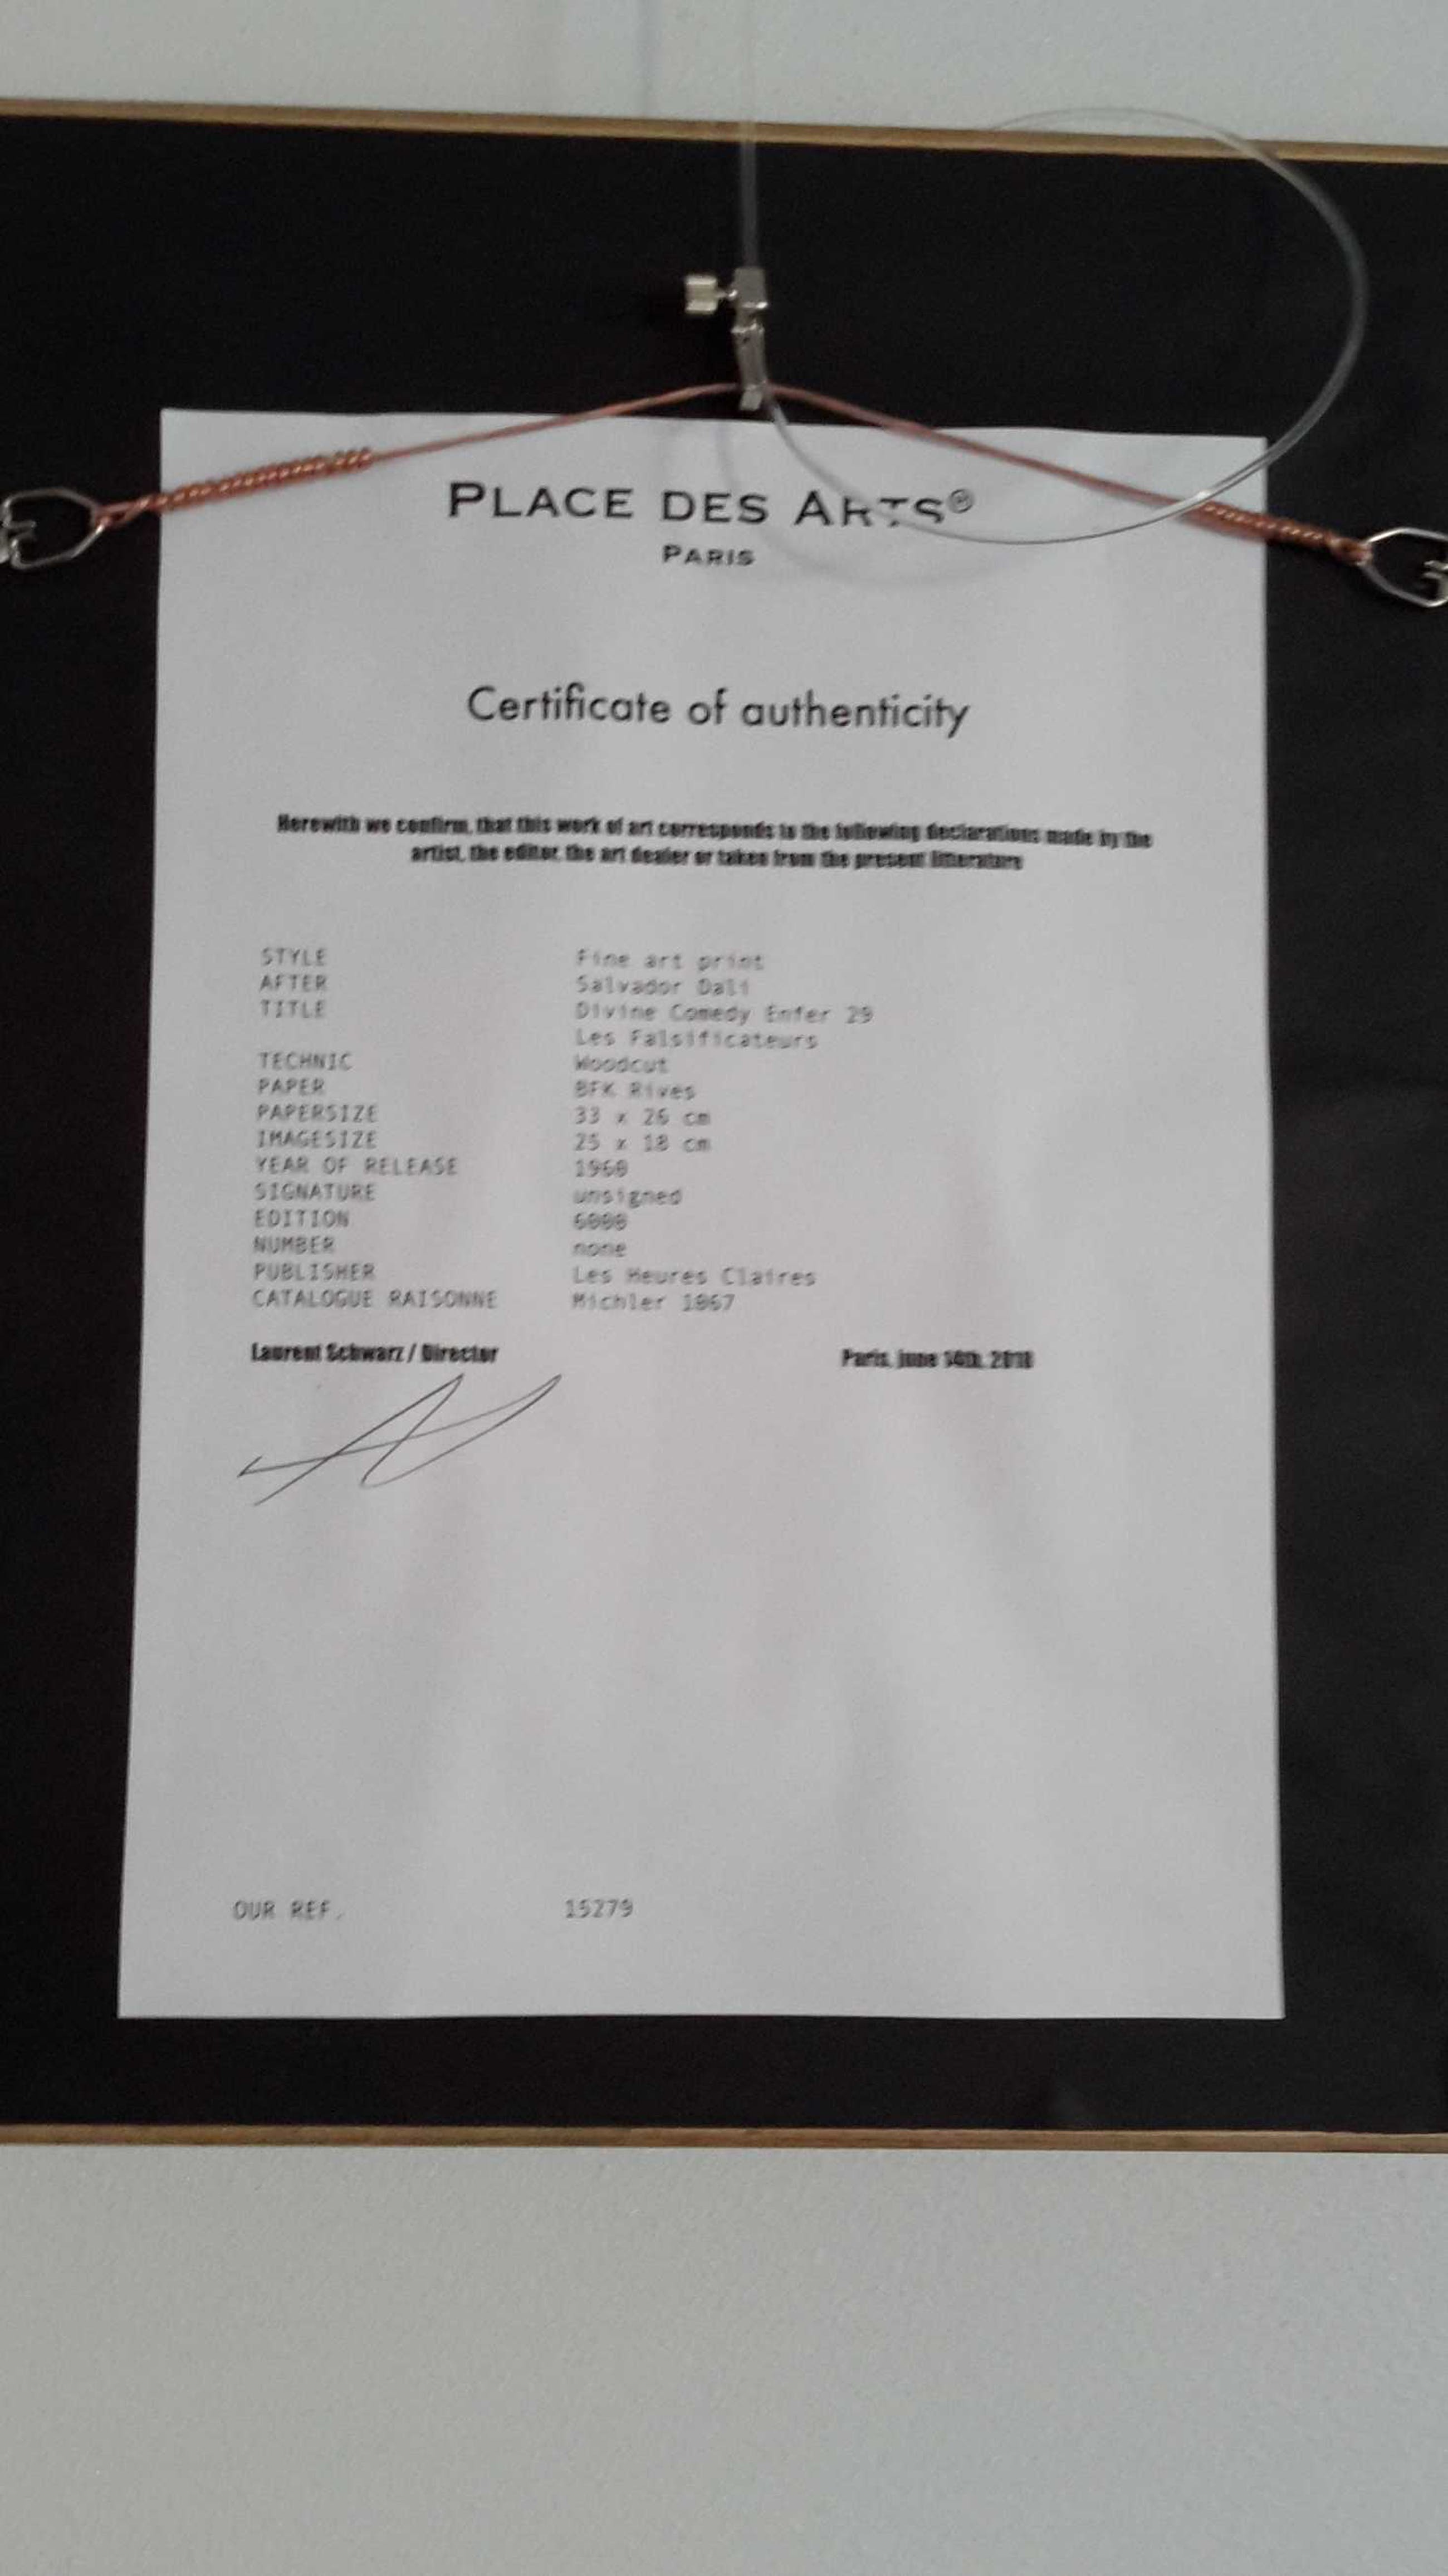 PLACE DES ARTS®
PARIS
Certificate of authenticity
Herewith we confirm, that this work of art corresponds to the following declarations made by the
artist, the editor, the art dealer or taken from the present litterature
STYLE Fine art print
AFTER Salvador Dali
TITLE Divine Comedy Enfer 29
Les Falsificateurs
TECHNIC Woodcut
PAPER BFK Rives
PAPERSIZE 33 x 26 cm
IMAGESIZE 25 x 18 cm
YEAR OF RELEASE 1960
SIGNATURE unsigned
EDITION 6000
NUMBER none
PUBLISHER Les Heures Claires
CATALOGUE RAISONNE Michler 1067
Laurent Schwarz / Director Paris, June 14th,
OUR REF. 15279